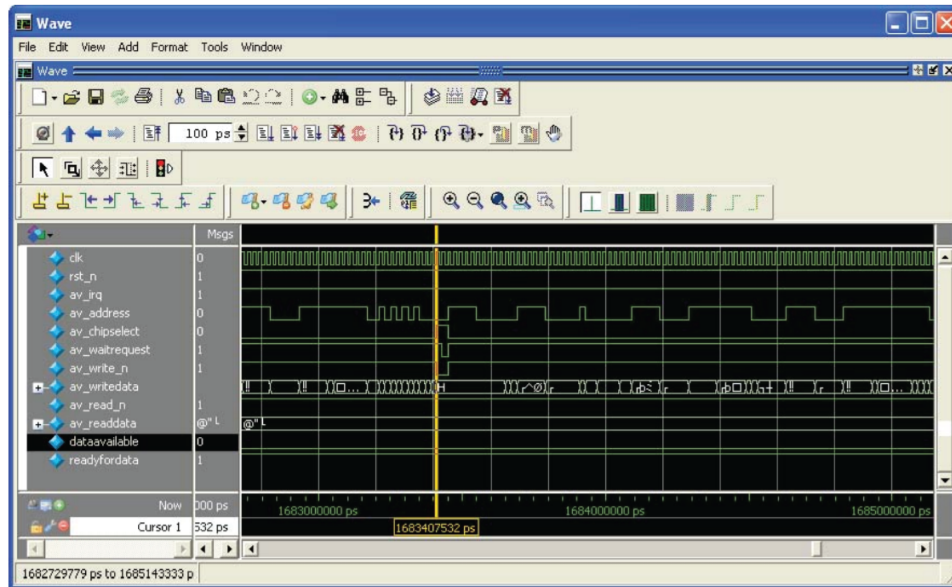 Wave
File Edit View Add Format Tools Window
Wave
100 ps
Msgs
clk 0
rst_n 1
av_irq 1
av_address 0
av_chipselect 0
av_waitrequest 1
av_write_n 1
av_writedata H
av_read_n 1
av_readdata @" L @" L
dataavailable 0
readyfordata 1
Now 000 ps 1683000000 ps 1684000000 ps 1685000000 ps
Cursor 1 532 ps 1683407532 ps
1682729779 ps to 1685143333 p